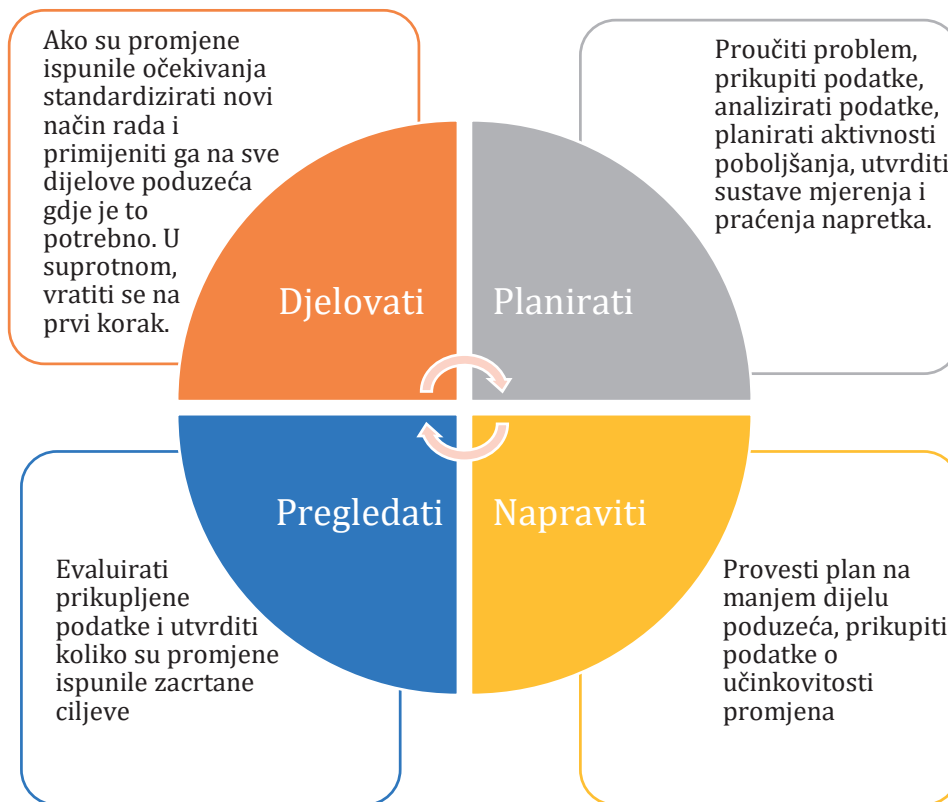 Ako su promjene
ispunile očekivanja
standardizirati novi
način rada i
primijeniti ga na sve
dijelove poduzeća
gdje je to
potrebno. U
suprotnom,
vratiti se na
prvi korak.
Proučiti problem,
prikupiti podatke,
analizirati podatke,
planirati aktivnosti
poboljšanja, utvrditi
sustave mjerenja i
praćenja napretka.
Djelovati
Planirati
Pregledati
Napraviti
Evaluirati
prikupljene
podatke i utvrditi
koliko su promjene
ispunile zacrtane
ciljeve
Provesti plan na
manjem dijelu
poduzeća, prikupiti
podatke o
učinkovitosti
promjena